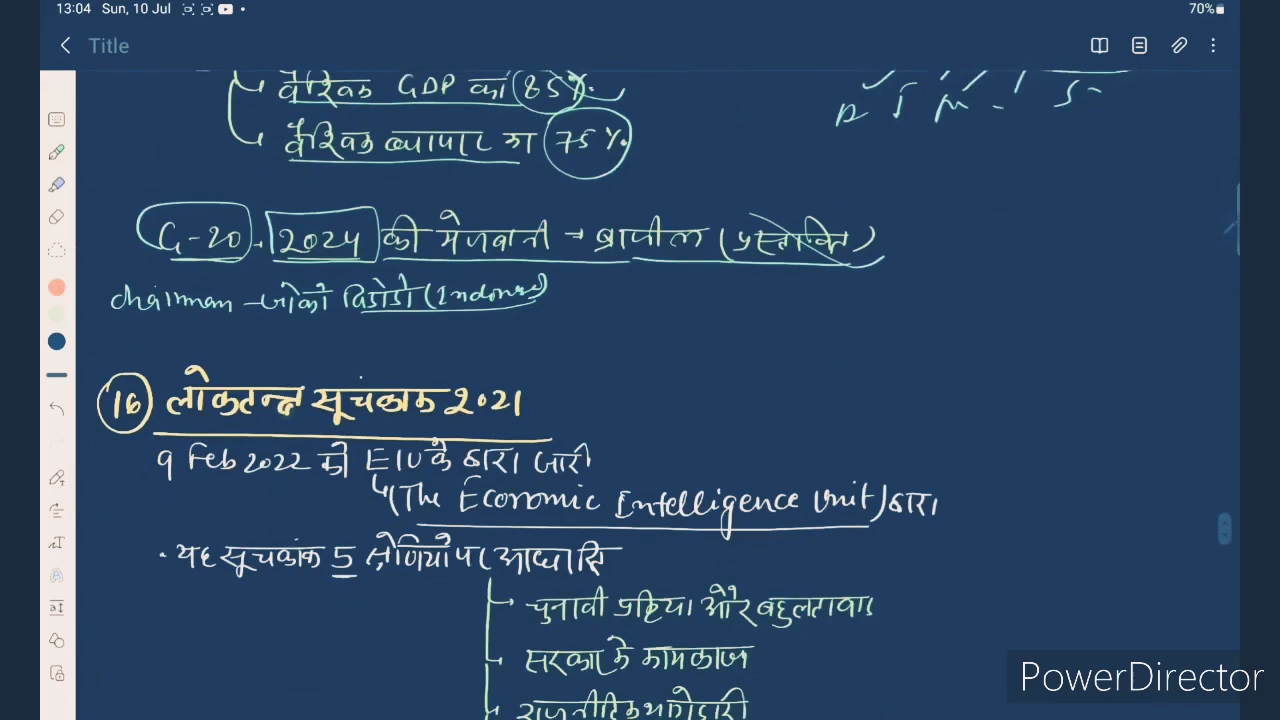 13:04 Sun, 10 Jul 70%
Title
वैश्विक GDP का 85%
वैश्विक व्यापार का 75%
G-20. 2024 की मेजबानी → ब्राजील (प्रस्तावित)
chairman - जोको विडोडो (Indones)
16 लोकतन्त्र सूचंकाक 2021
9 Feb 2022 को EIU के द्वारा जारी
(The Economic Intelligence Unit) द्वारा
• यह सूचकांक 5 श्रेणियो पर आधारित
चुनावी प्रक्रिया और बहुलतावाद
सरकार के कामकाज
राजनीतिक भागेदारी
PowerDirector